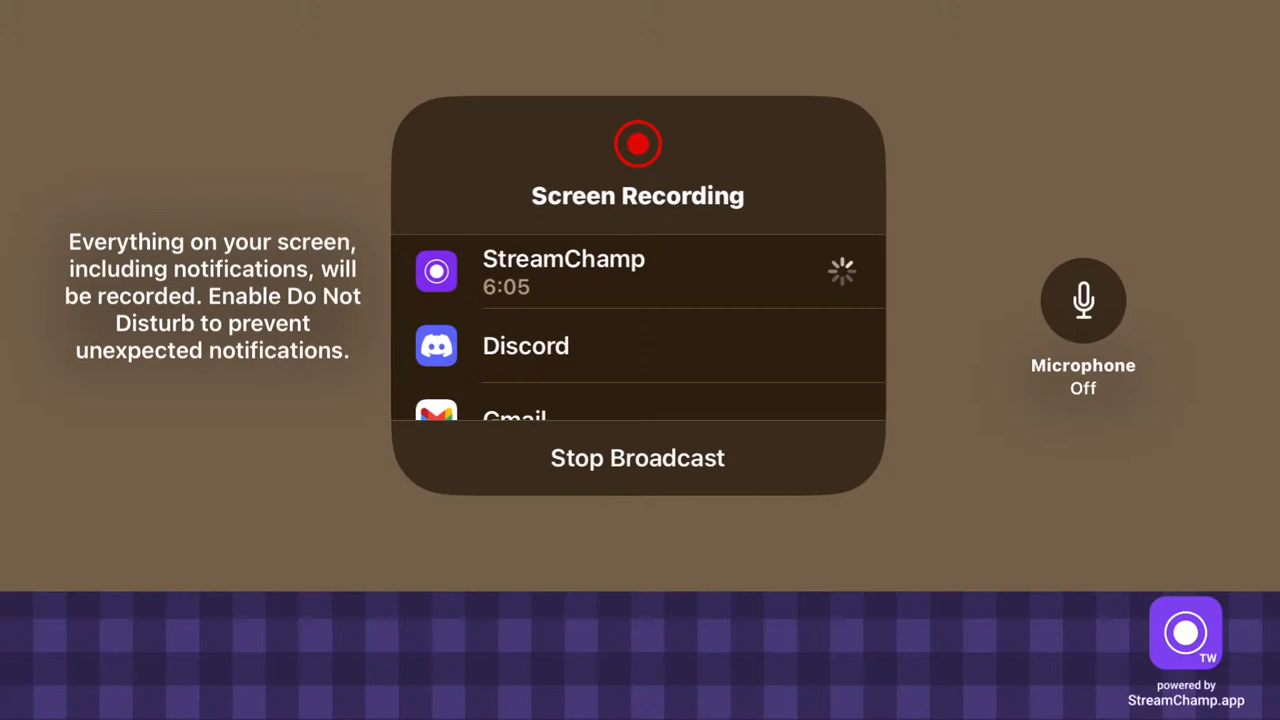 Screen Recording
Everything on your screen,
including notifications, will
be recorded. Enable Do Not
Disturb to prevent
unexpected notifications.
StreamChamp
6:05
Discord
Gmail
Stop Broadcast
Microphone
Off
TW
powered by
StreamChamp.app